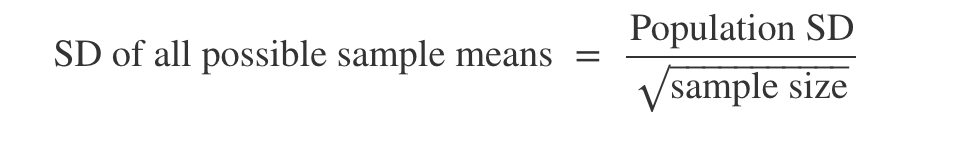 SD of all possible sample means = Population SD / √sample size